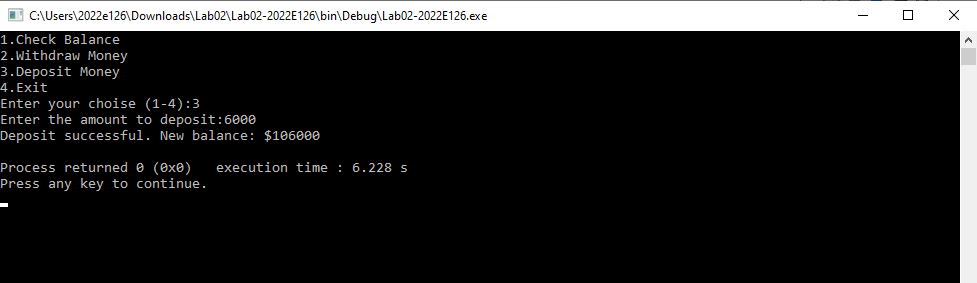 C:\Users\2022e126\Downloads\Lab02\Lab02-2022E126\bin\Debug\Lab02-2022E126.exe
1.Check Balance
2.Withdraw Money
3.Deposit Money
4.Exit
Enter your choise (1-4):3
Enter the amount to deposit:6000
Deposit successful. New balance: $106000
Process returned 0 (0x0)   execution time : 6.228 s
Press any key to continue.